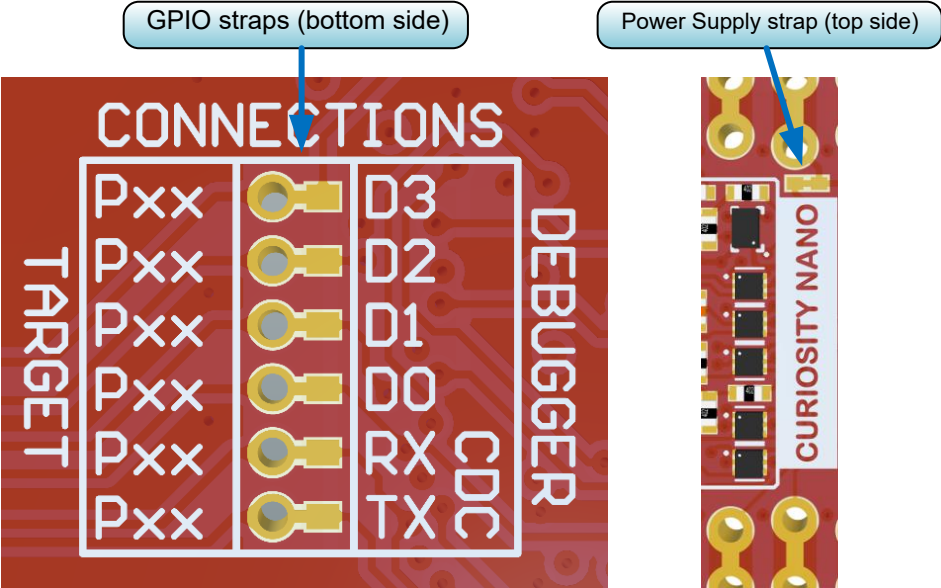 GPIO straps (bottom side)
Power Supply strap (top side)
CONNECTIONS
Pxx D3
Pxx D2
Pxx D1
Pxx D0
Pxx RX
Pxx TX
TARGET
DEBUGGER
CDC
CURIOSITY NANO